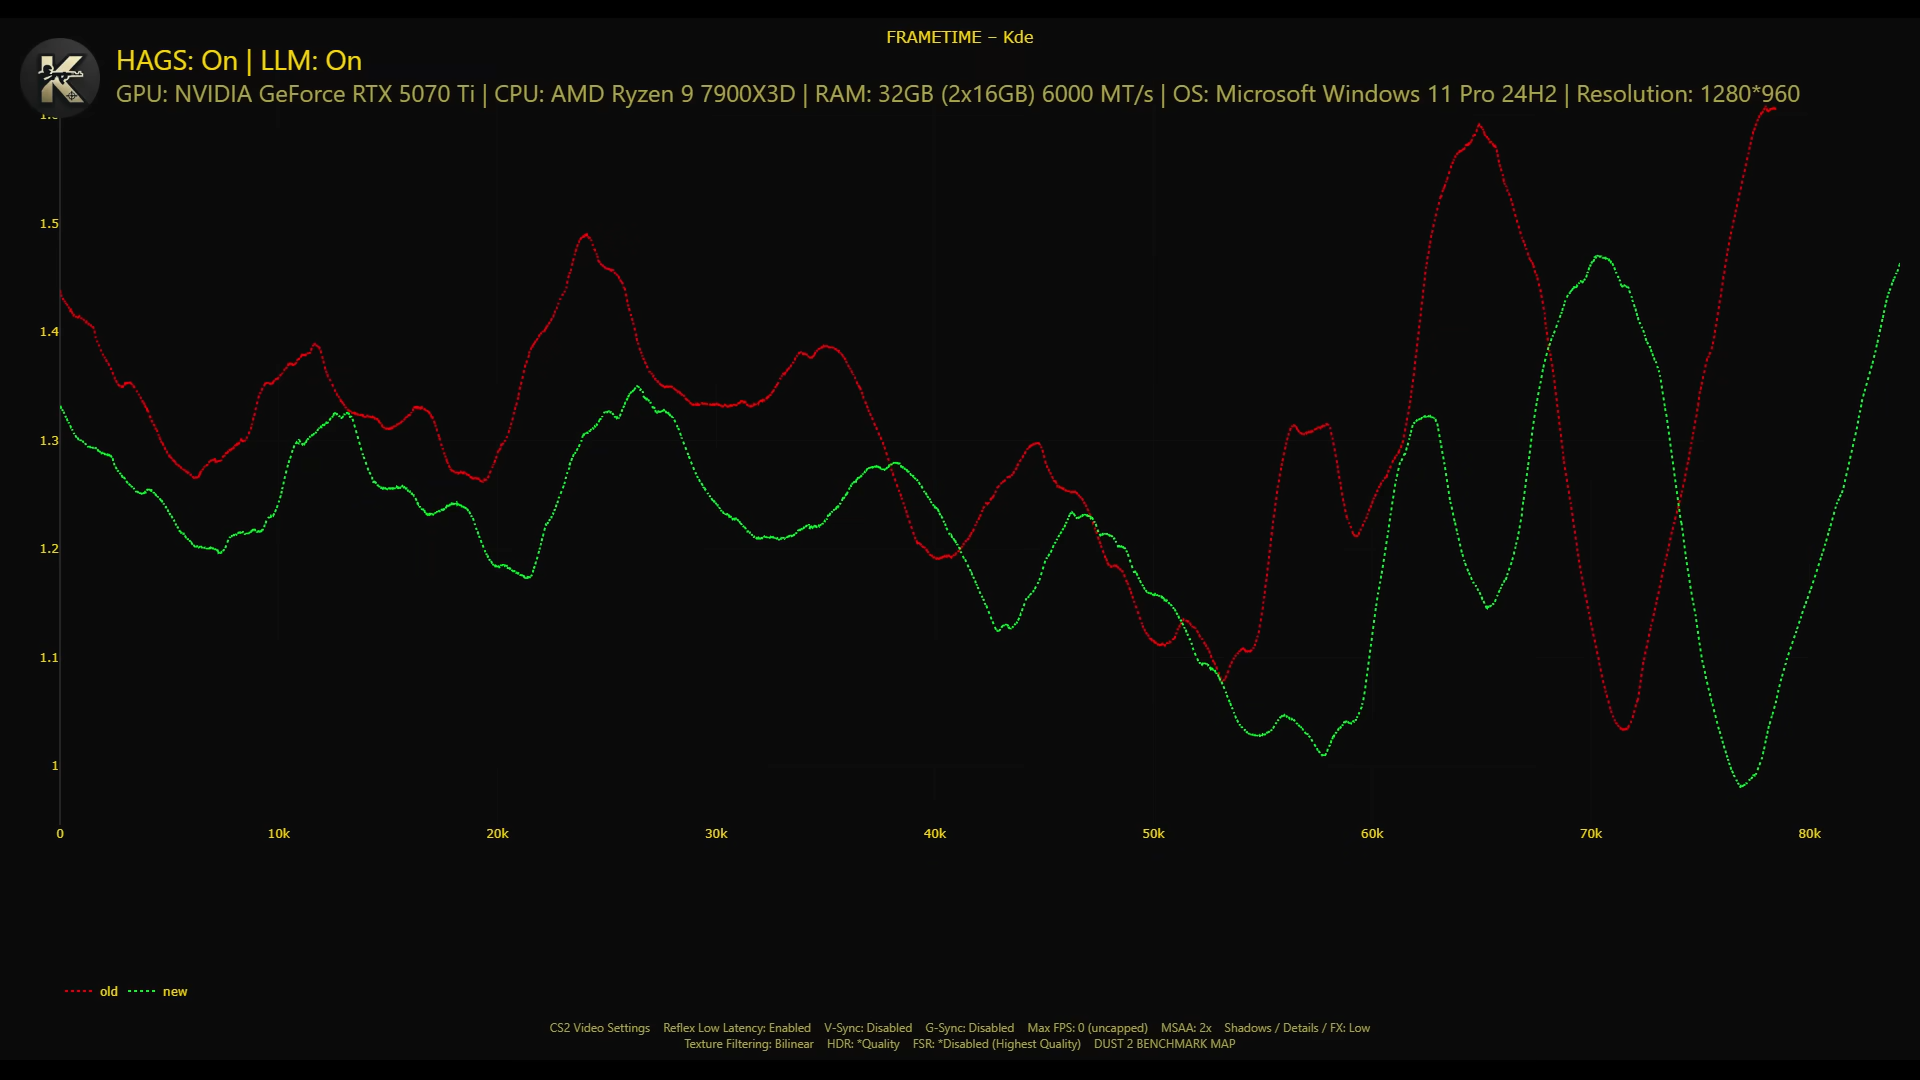 FRAMETIME – Kde
HAGS: On | LLM: On
GPU: NVIDIA GeForce RTX 5070 Ti | CPU: AMD Ryzen 9 7900X3D | RAM: 32GB (2x16GB) 6000 MT/s | OS: Microsoft Windows 11 Pro 24H2 | Resolution: 1280*960
K
1.5
1.4
1.3
1.2
1.1
1
0 10k 20k 30k 40k 50k 60k 70k 80k
old new
CS2 Video Settings Reflex Low Latency: Enabled V-Sync: Disabled G-Sync: Disabled Max FPS: 0 (uncapped) MSAA: 2x Shadows / Details / FX: Low
Texture Filtering: Bilinear HDR: *Quality FSR: *Disabled (Highest Quality) DUST 2 BENCHMARK MAP